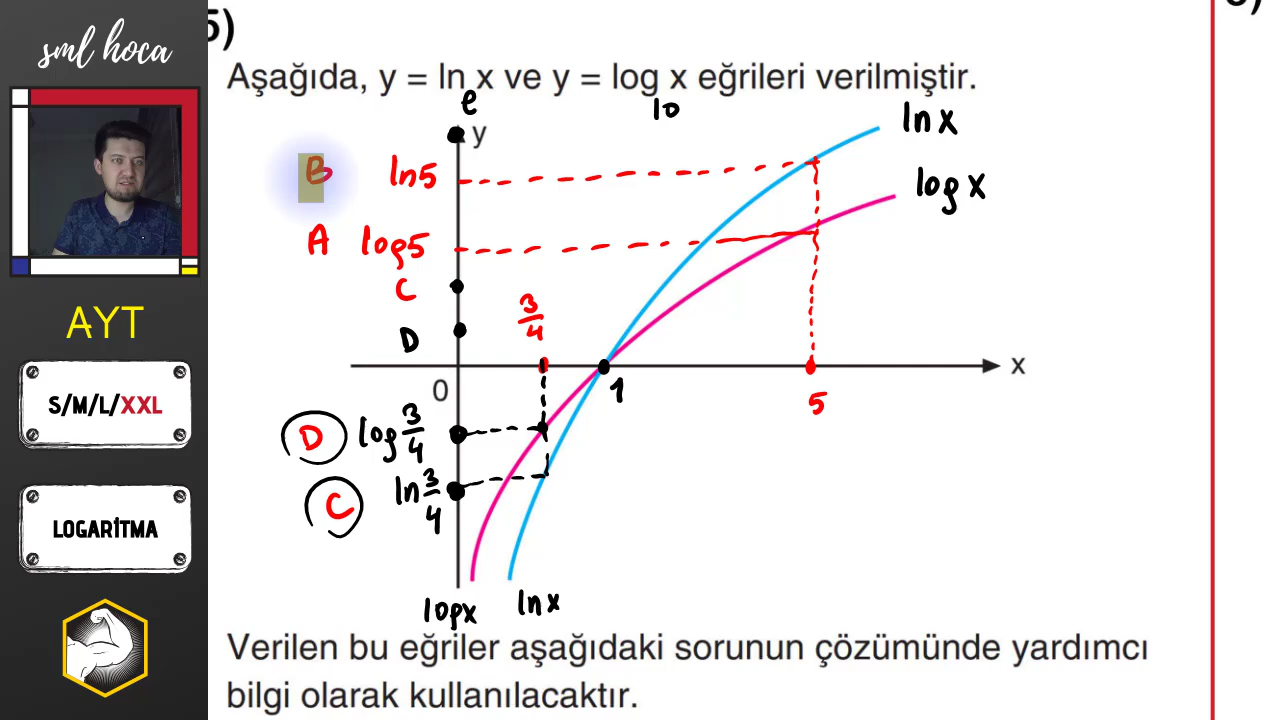 sml hoca
AYT
S/M/L/XXL
LOGARİTMA
5)
Aşağıda, y = ln x ve y = log x eğrileri verilmiştir.
e
10
y
ln x
B ln5
log x
A log5
C
3/4
D
x
0
1
5
D log 3/4
C ln 3/4
logx
ln x
Verilen bu eğriler aşağıdaki sorunun çözümünde yardımcı
bilgi olarak kullanılacaktır.